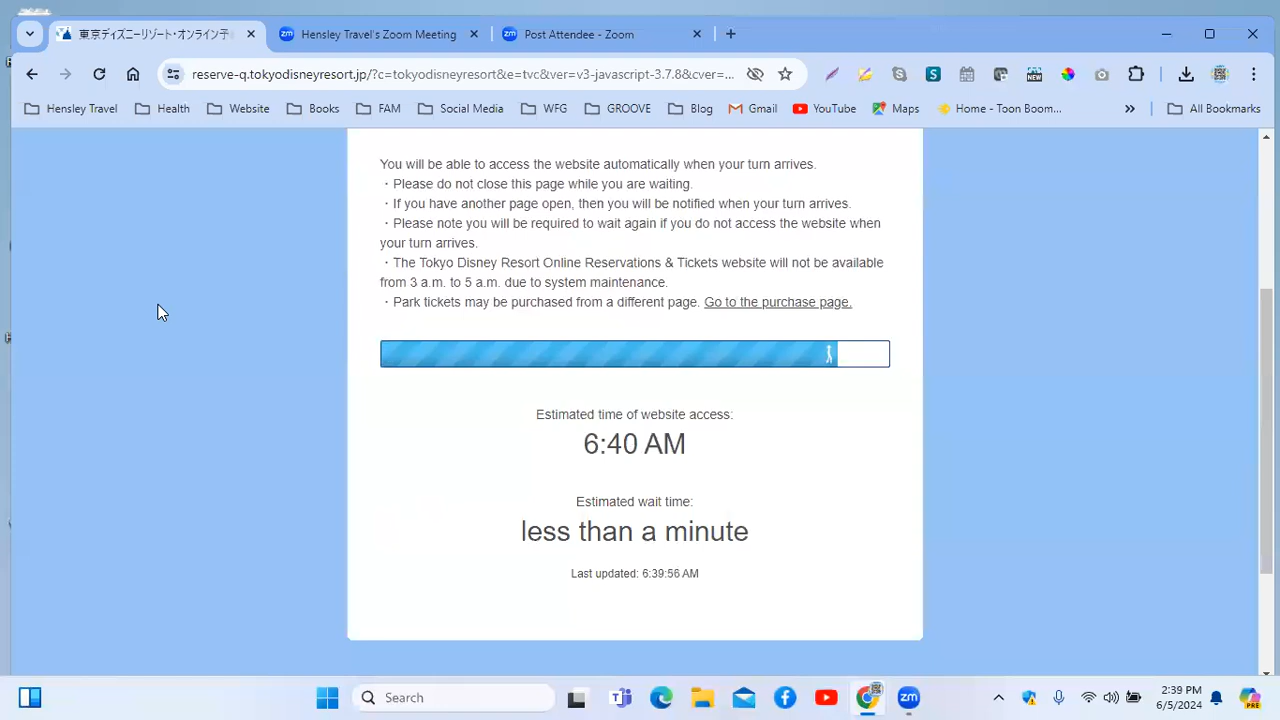 東京ディズニーリゾート・オンライン予
Hensley Travel's Zoom Meeting
Post Attendee - Zoom
reserve-q.tokyodisneyresort.jp/?c=tokyodisneyresort&e=tvc&ver=v3-javascript-3.7.8&cver=...
Hensley Travel
Health
Website
Books
FAM
Social Media
WFG
GROOVE
Blog
Gmail
YouTube
Maps
Home - Toon Boom...
»
All Bookmarks
You will be able to access the website automatically when your turn arrives.
・Please do not close this page while you are waiting.
・If you have another page open, then you will be notified when your turn arrives.
・Please note you will be required to wait again if you do not access the website when
your turn arrives.
・The Tokyo Disney Resort Online Reservations & Tickets website will not be available
from 3 a.m. to 5 a.m. due to system maintenance.
・Park tickets may be purchased from a different page. Go to the purchase page.
Estimated time of website access:
6:40 AM
Estimated wait time:
less than a minute
Last updated: 6:39:56 AM
Search
2:39 PM
6/5/2024